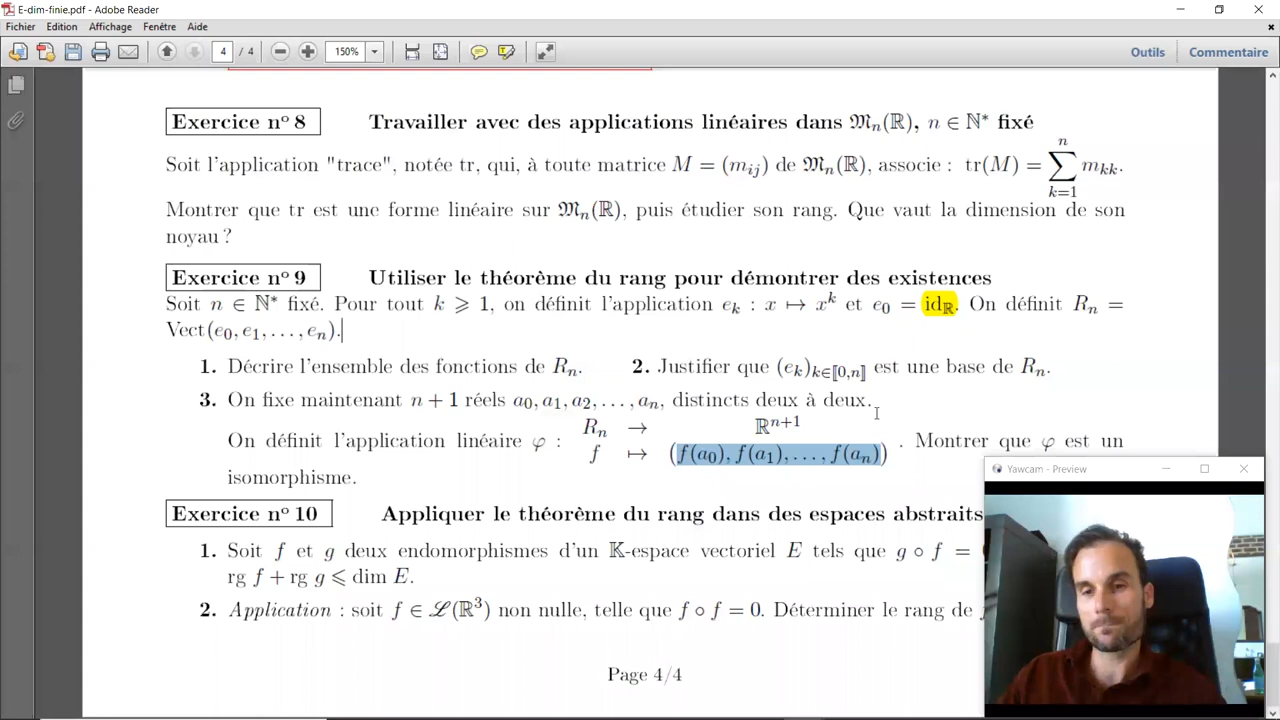 E-dim-finie.pdf - Adobe Reader
Fichier Edition Affichage Fenêtre Aide
4 / 4 150% Outils Commentaire
Exercice nº 8 Travailler avec des applications linéaires dans 𝔐ₙ(ℝ), n ∈ ℕ* fixé
Soit l'application "trace", notée tr, qui, à toute matrice M = (mᵢⱼ) de 𝔐ₙ(ℝ), associe : tr(M) = ∑_{k=1}^{n} m_{kk}.
Montrer que tr est une forme linéaire sur 𝔐ₙ(ℝ), puis étudier son rang. Que vaut la dimension de son
noyau ?
Exercice nº 9 Utiliser le théorème du rang pour démontrer des existences
Soit n ∈ ℕ* fixé. Pour tout k ⩾ 1, on définit l'application eₖ : x ↦ xᵏ et e₀ = id_ℝ. On définit Rₙ =
Vect(e₀, e₁, . . . , eₙ).
1. Décrire l'ensemble des fonctions de Rₙ. 2. Justifier que (eₖ)_{k∈⟦0,n⟧} est une base de Rₙ.
3. On fixe maintenant n + 1 réels a₀, a₁, a₂, . . . , aₙ, distincts deux à deux.
On définit l'application linéaire φ : Rₙ → ℝⁿ⁺¹
f ↦ (f(a₀), f(a₁), . . . , f(aₙ)) . Montrer que φ est un
isomorphisme.
Exercice nº 10 Appliquer le théorème du rang dans des espaces abstraits
1. Soit f et g deux endomorphismes d'un 𝕂-espace vectoriel E tels que g ∘ f =
rg f + rg g ⩽ dim E.
2. Application : soit f ∈ ℒ(ℝ³) non nulle, telle que f ∘ f = 0. Déterminer le rang de
Page 4/4
Yawcam - Preview